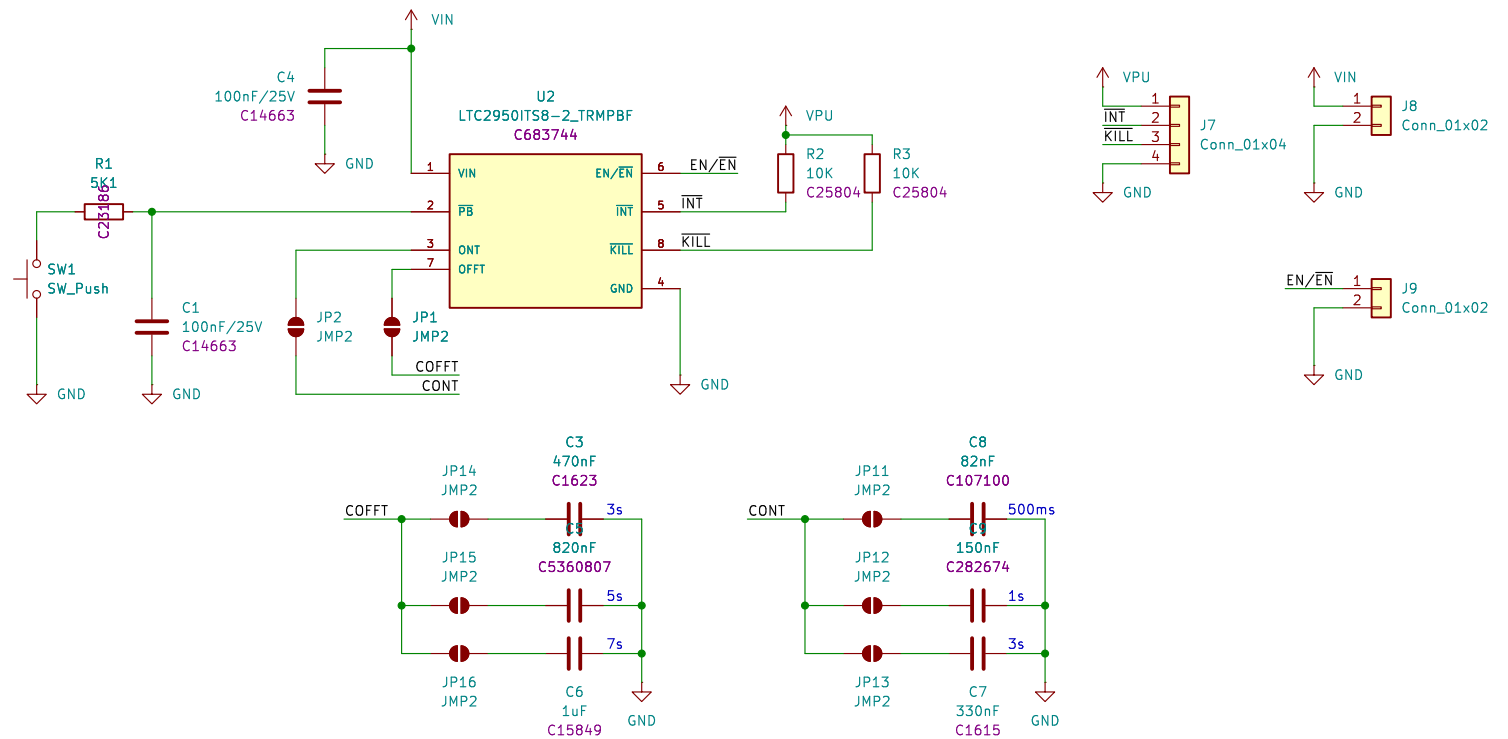 VIN
C4
100nF/25V
C14663
GND
U2
LTC2950ITS8-2_TRMPBF
C683744
1 VIN
2 PB
3 ONT
7 OFFT
EN/EN 6
INT 5
KILL 8
GND 4
EN/EN
INT
KILL
VPU
R2
10K
C25804
R3
10K
C25804
GND
R1
5K1
C23186
SW1
SW_Push
GND
C1
100nF/25V
C14663
GND
JP2
JMP2
JP1
JMP2
COFFT
CONT
VPU
INT
KILL
1
2
3
4
J7
Conn_01x04
GND
VIN
1
2
J8
Conn_01x02
GND
EN/EN
1
2
J9
Conn_01x02
GND
COFFT
JP14
JMP2
C3
470nF
C1623
3s
JP15
JMP2
C5
820nF
C5360807
5s
JP16
JMP2
7s
C6
1uF
C15849
GND
CONT
JP11
JMP2
C8
82nF
C107100
500ms
JP12
JMP2
C9
150nF
C282674
1s
JP13
JMP2
3s
C7
330nF
C1615
GND